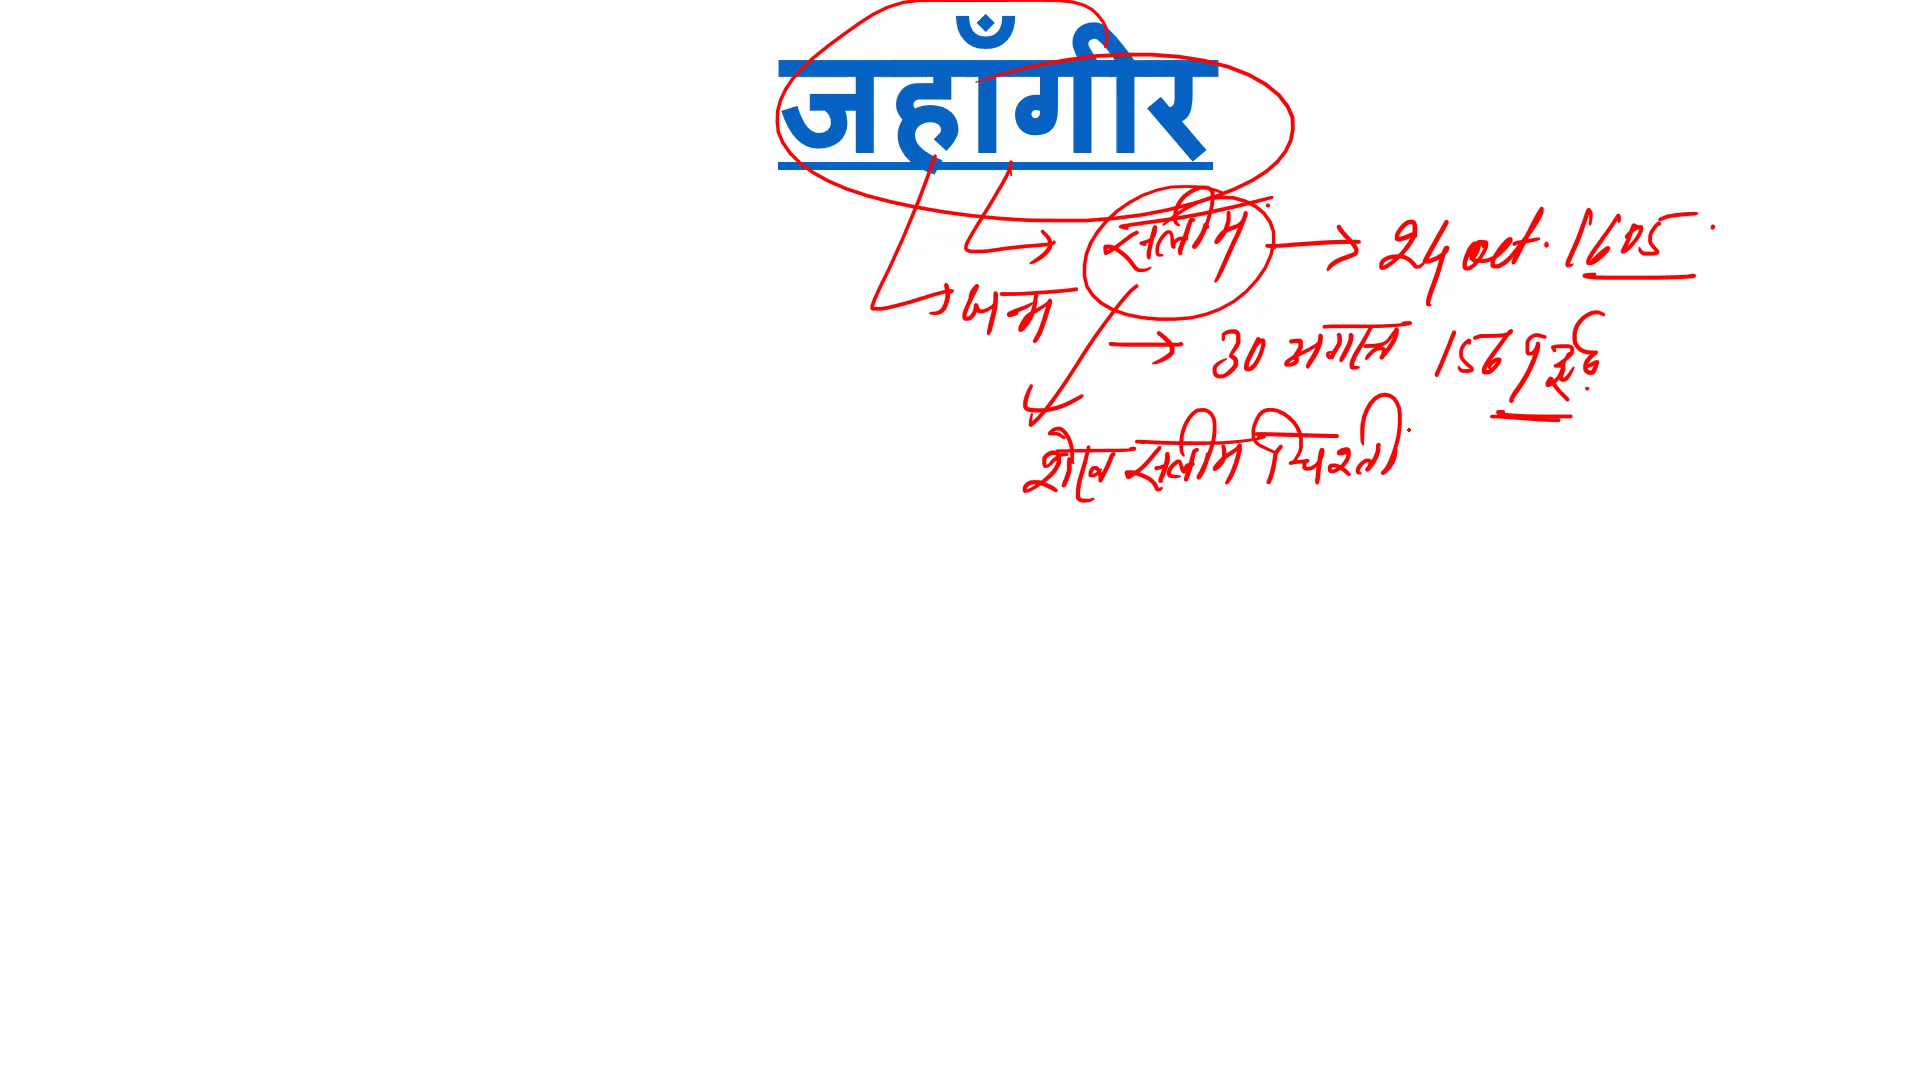 जहाँगीर
सलीम → 24 oct. 1605
जन्म → 30 अगस्त 1569
शेख सलीम चिश्ती